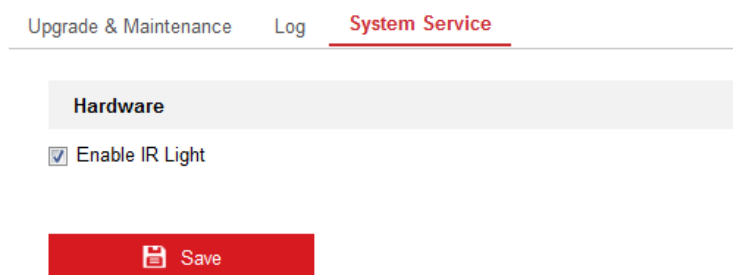 Upgrade & Maintenance Log System Service
Hardware
Enable IR Light
Save